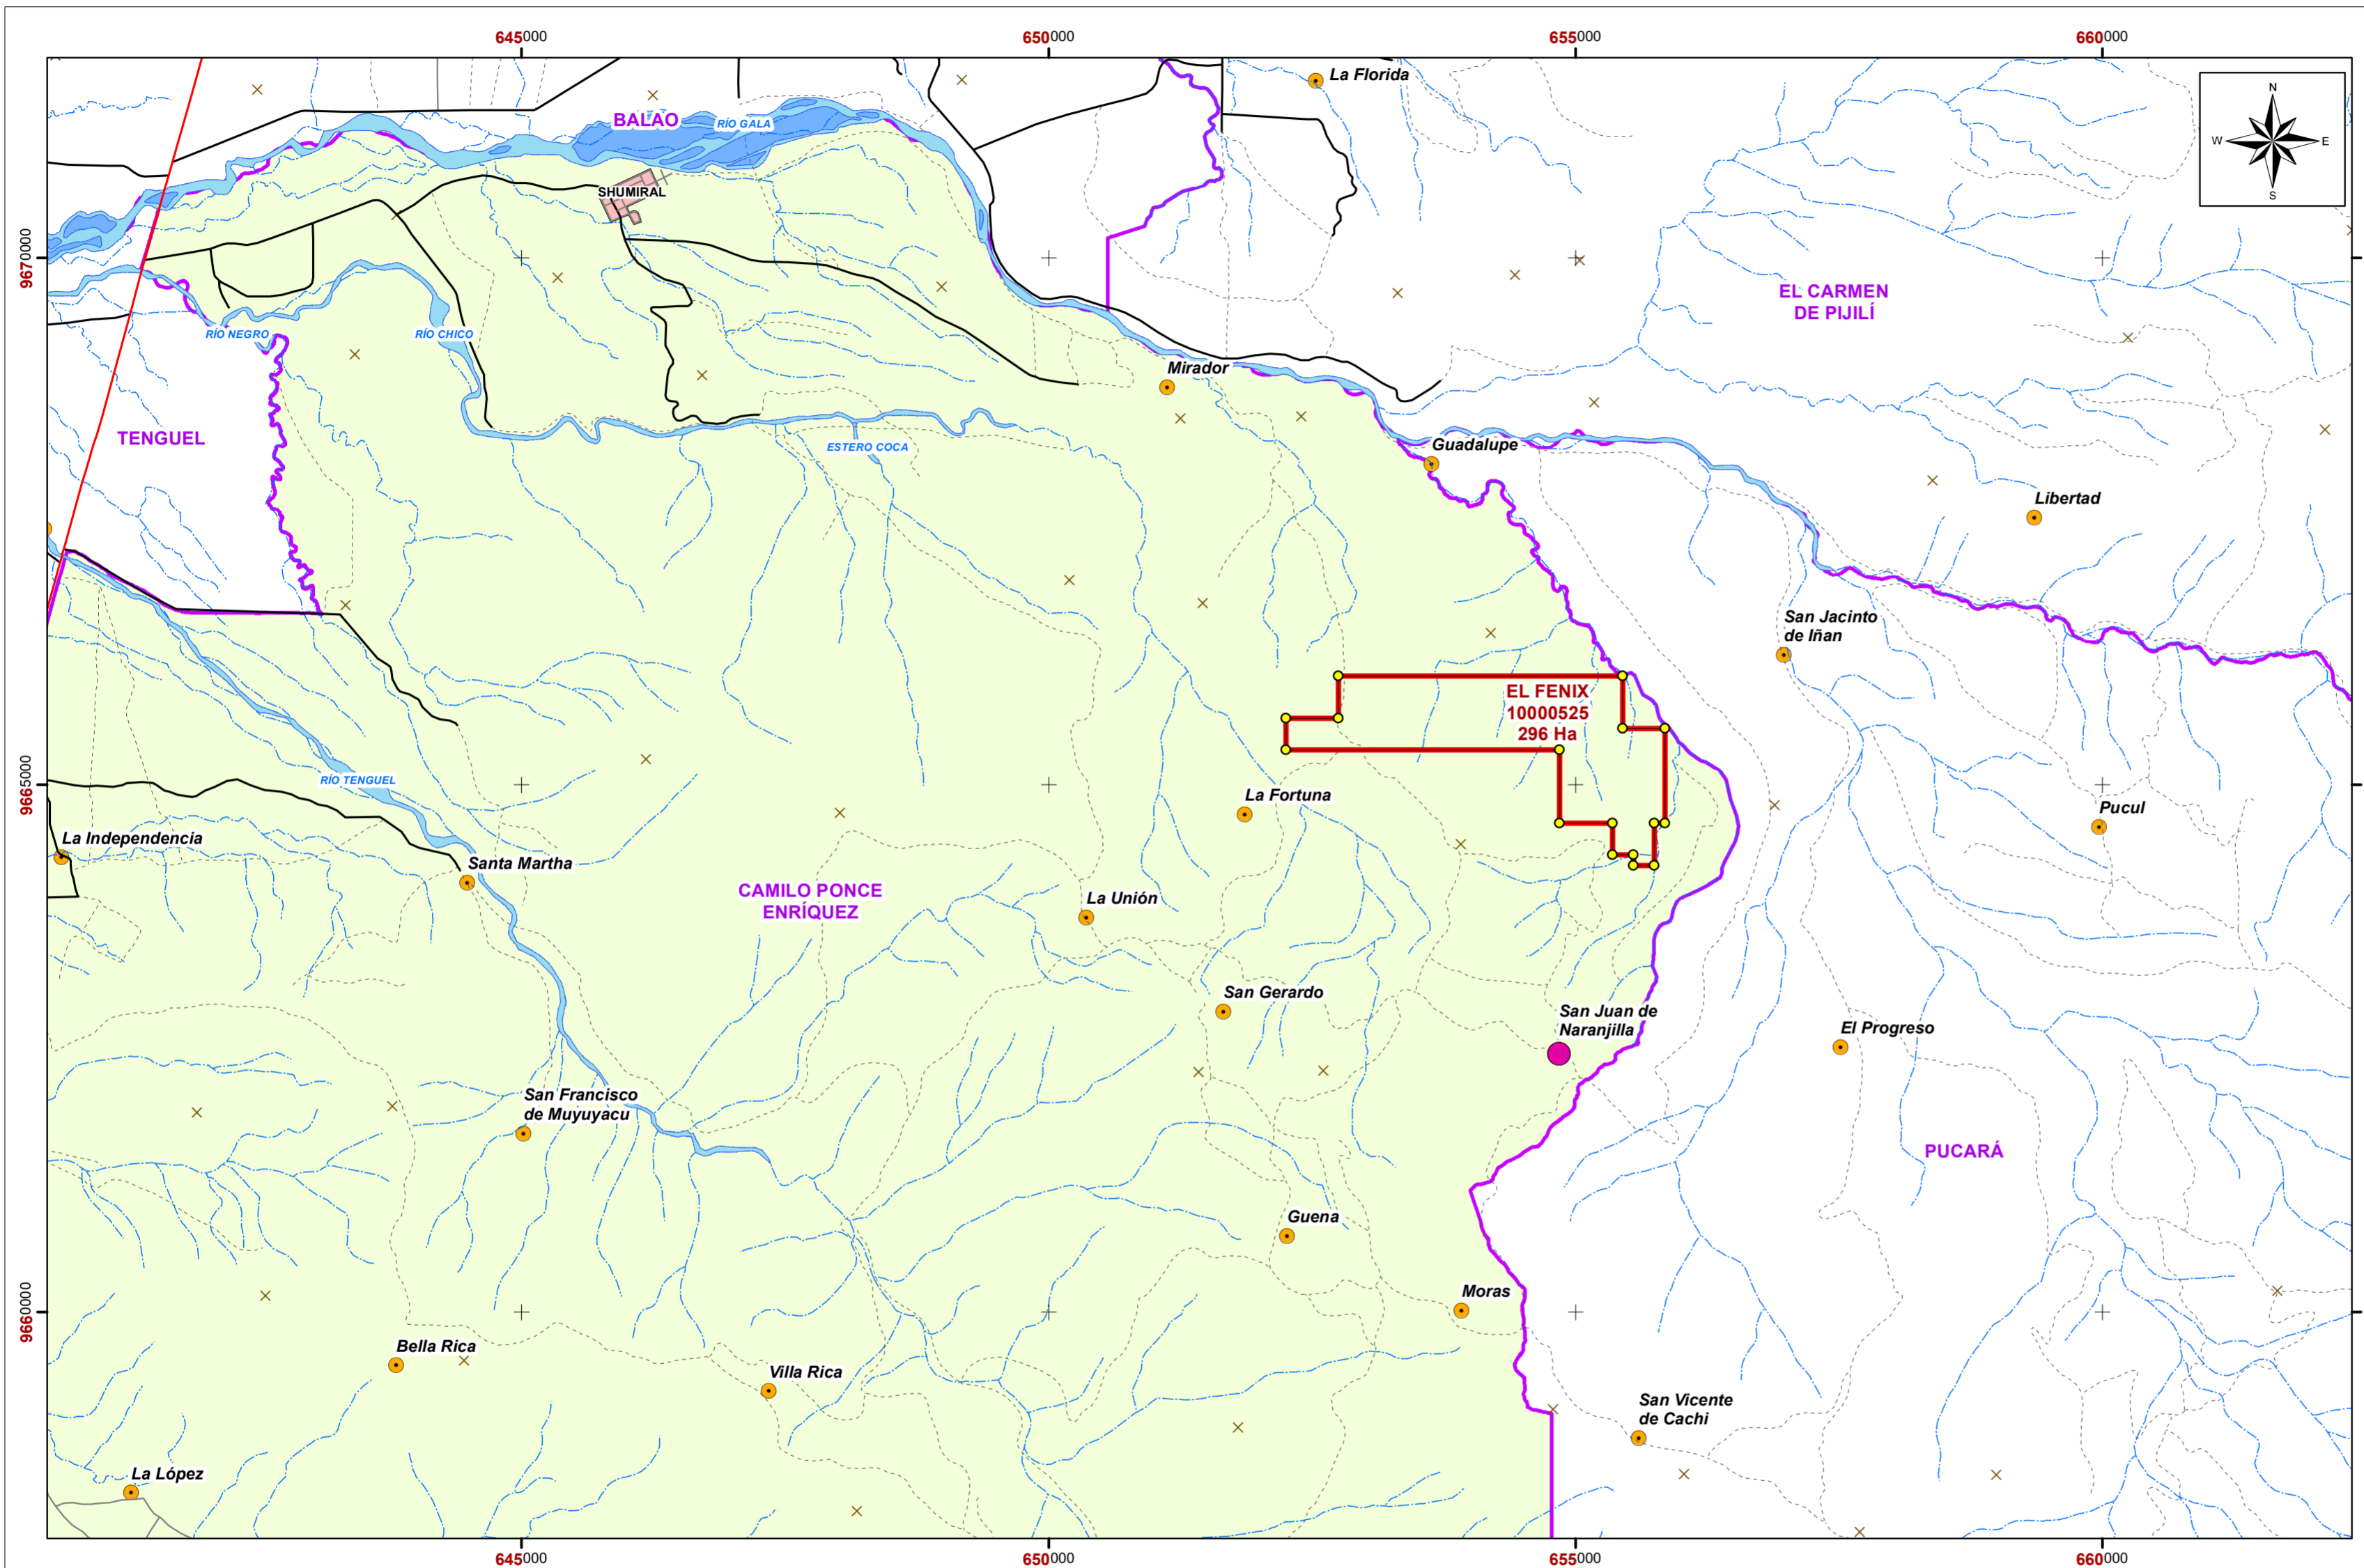 645000
650000
655000
660000
La Florida
N
W
E
S
BALAO
RÍO GALA
SHUMIRAL
9670000
EL CARMEN
DE PIJILÍ
RÍO NEGRO
RÍO CHICO
Mirador
TENGUEL
ESTERO COCA
Guadalupe
Libertad
San Jacinto
de Iñan
EL FENIX
10000525
296 Ha
9665000
RÍO TENGUEL
La Fortuna
Pucul
La Independencia
Santa Martha
CAMILO PONCE
ENRÍQUEZ
La Unión
San Gerardo
San Juan de
Naranjilla
El Progreso
San Francisco
de Muyuyacu
PUCARÁ
Guena
9660000
Moras
Bella Rica
Villa Rica
San Vicente
de Cachi
La López
645000
650000
655000
660000